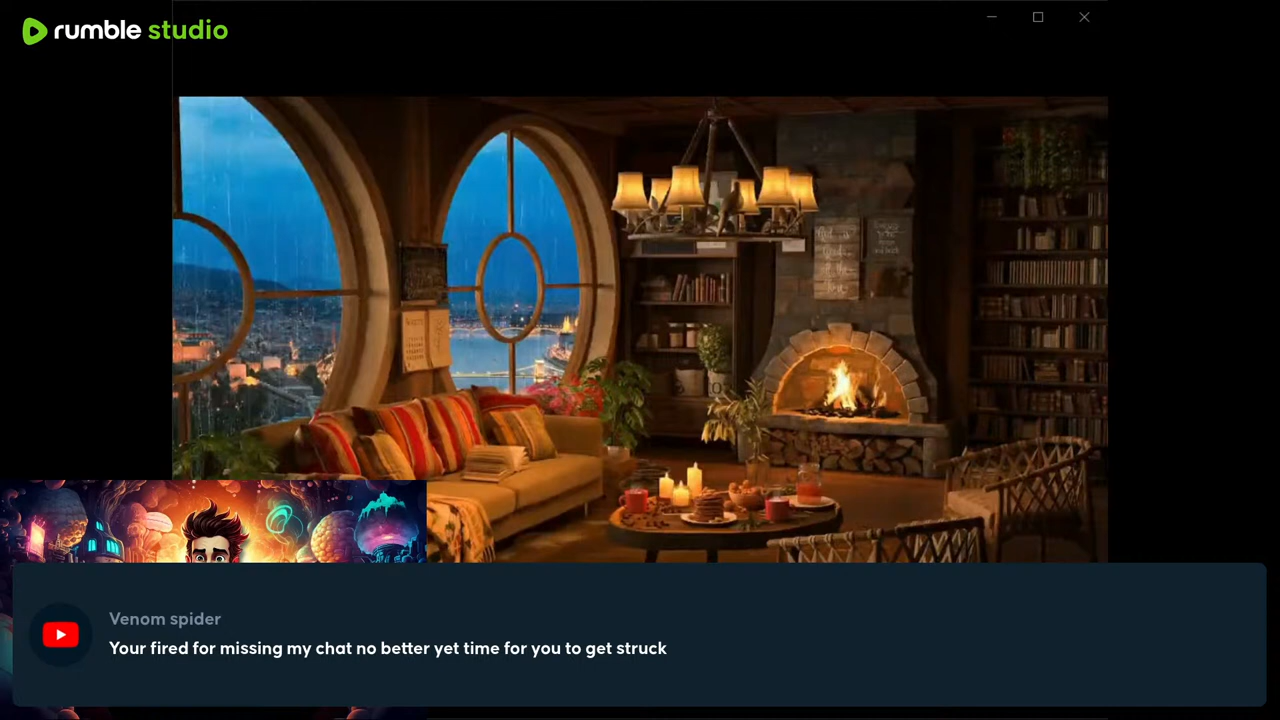 rumble studio
Venom spider
Your fired for missing my chat no better yet time for you to get struck